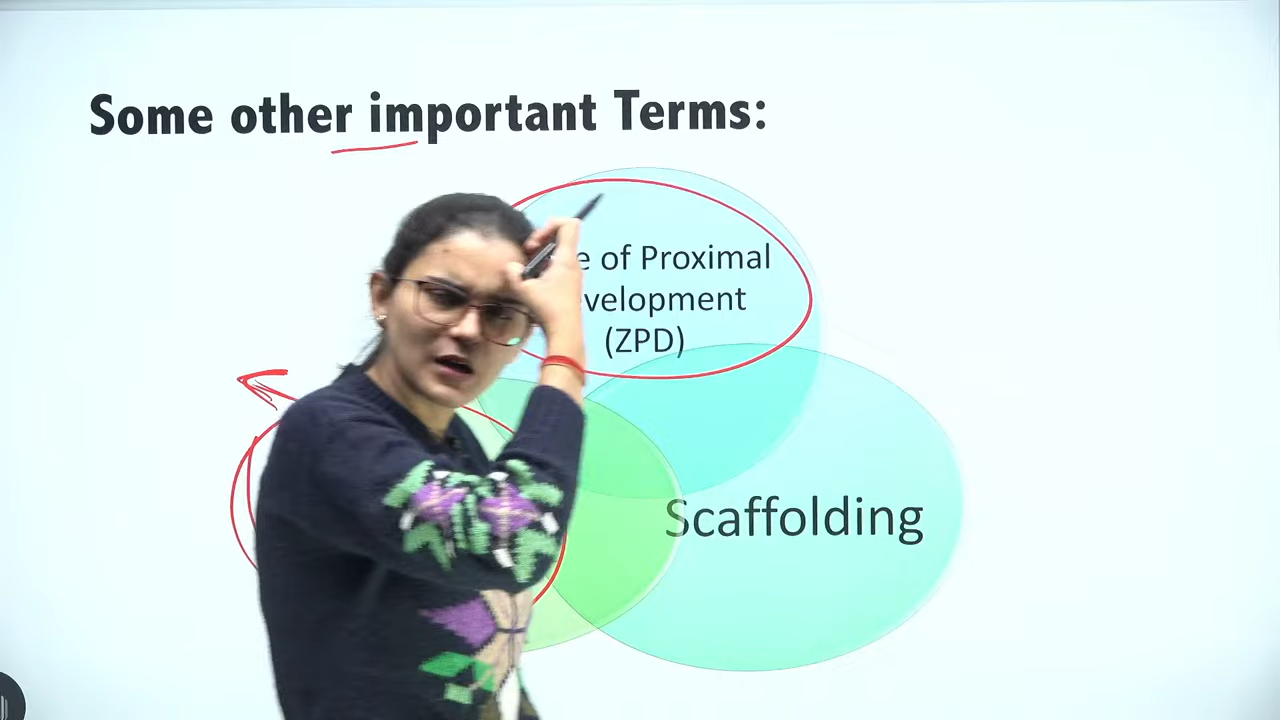 Some other important Terms:
e of Proximal
velopment
(ZPD)
Scaffolding